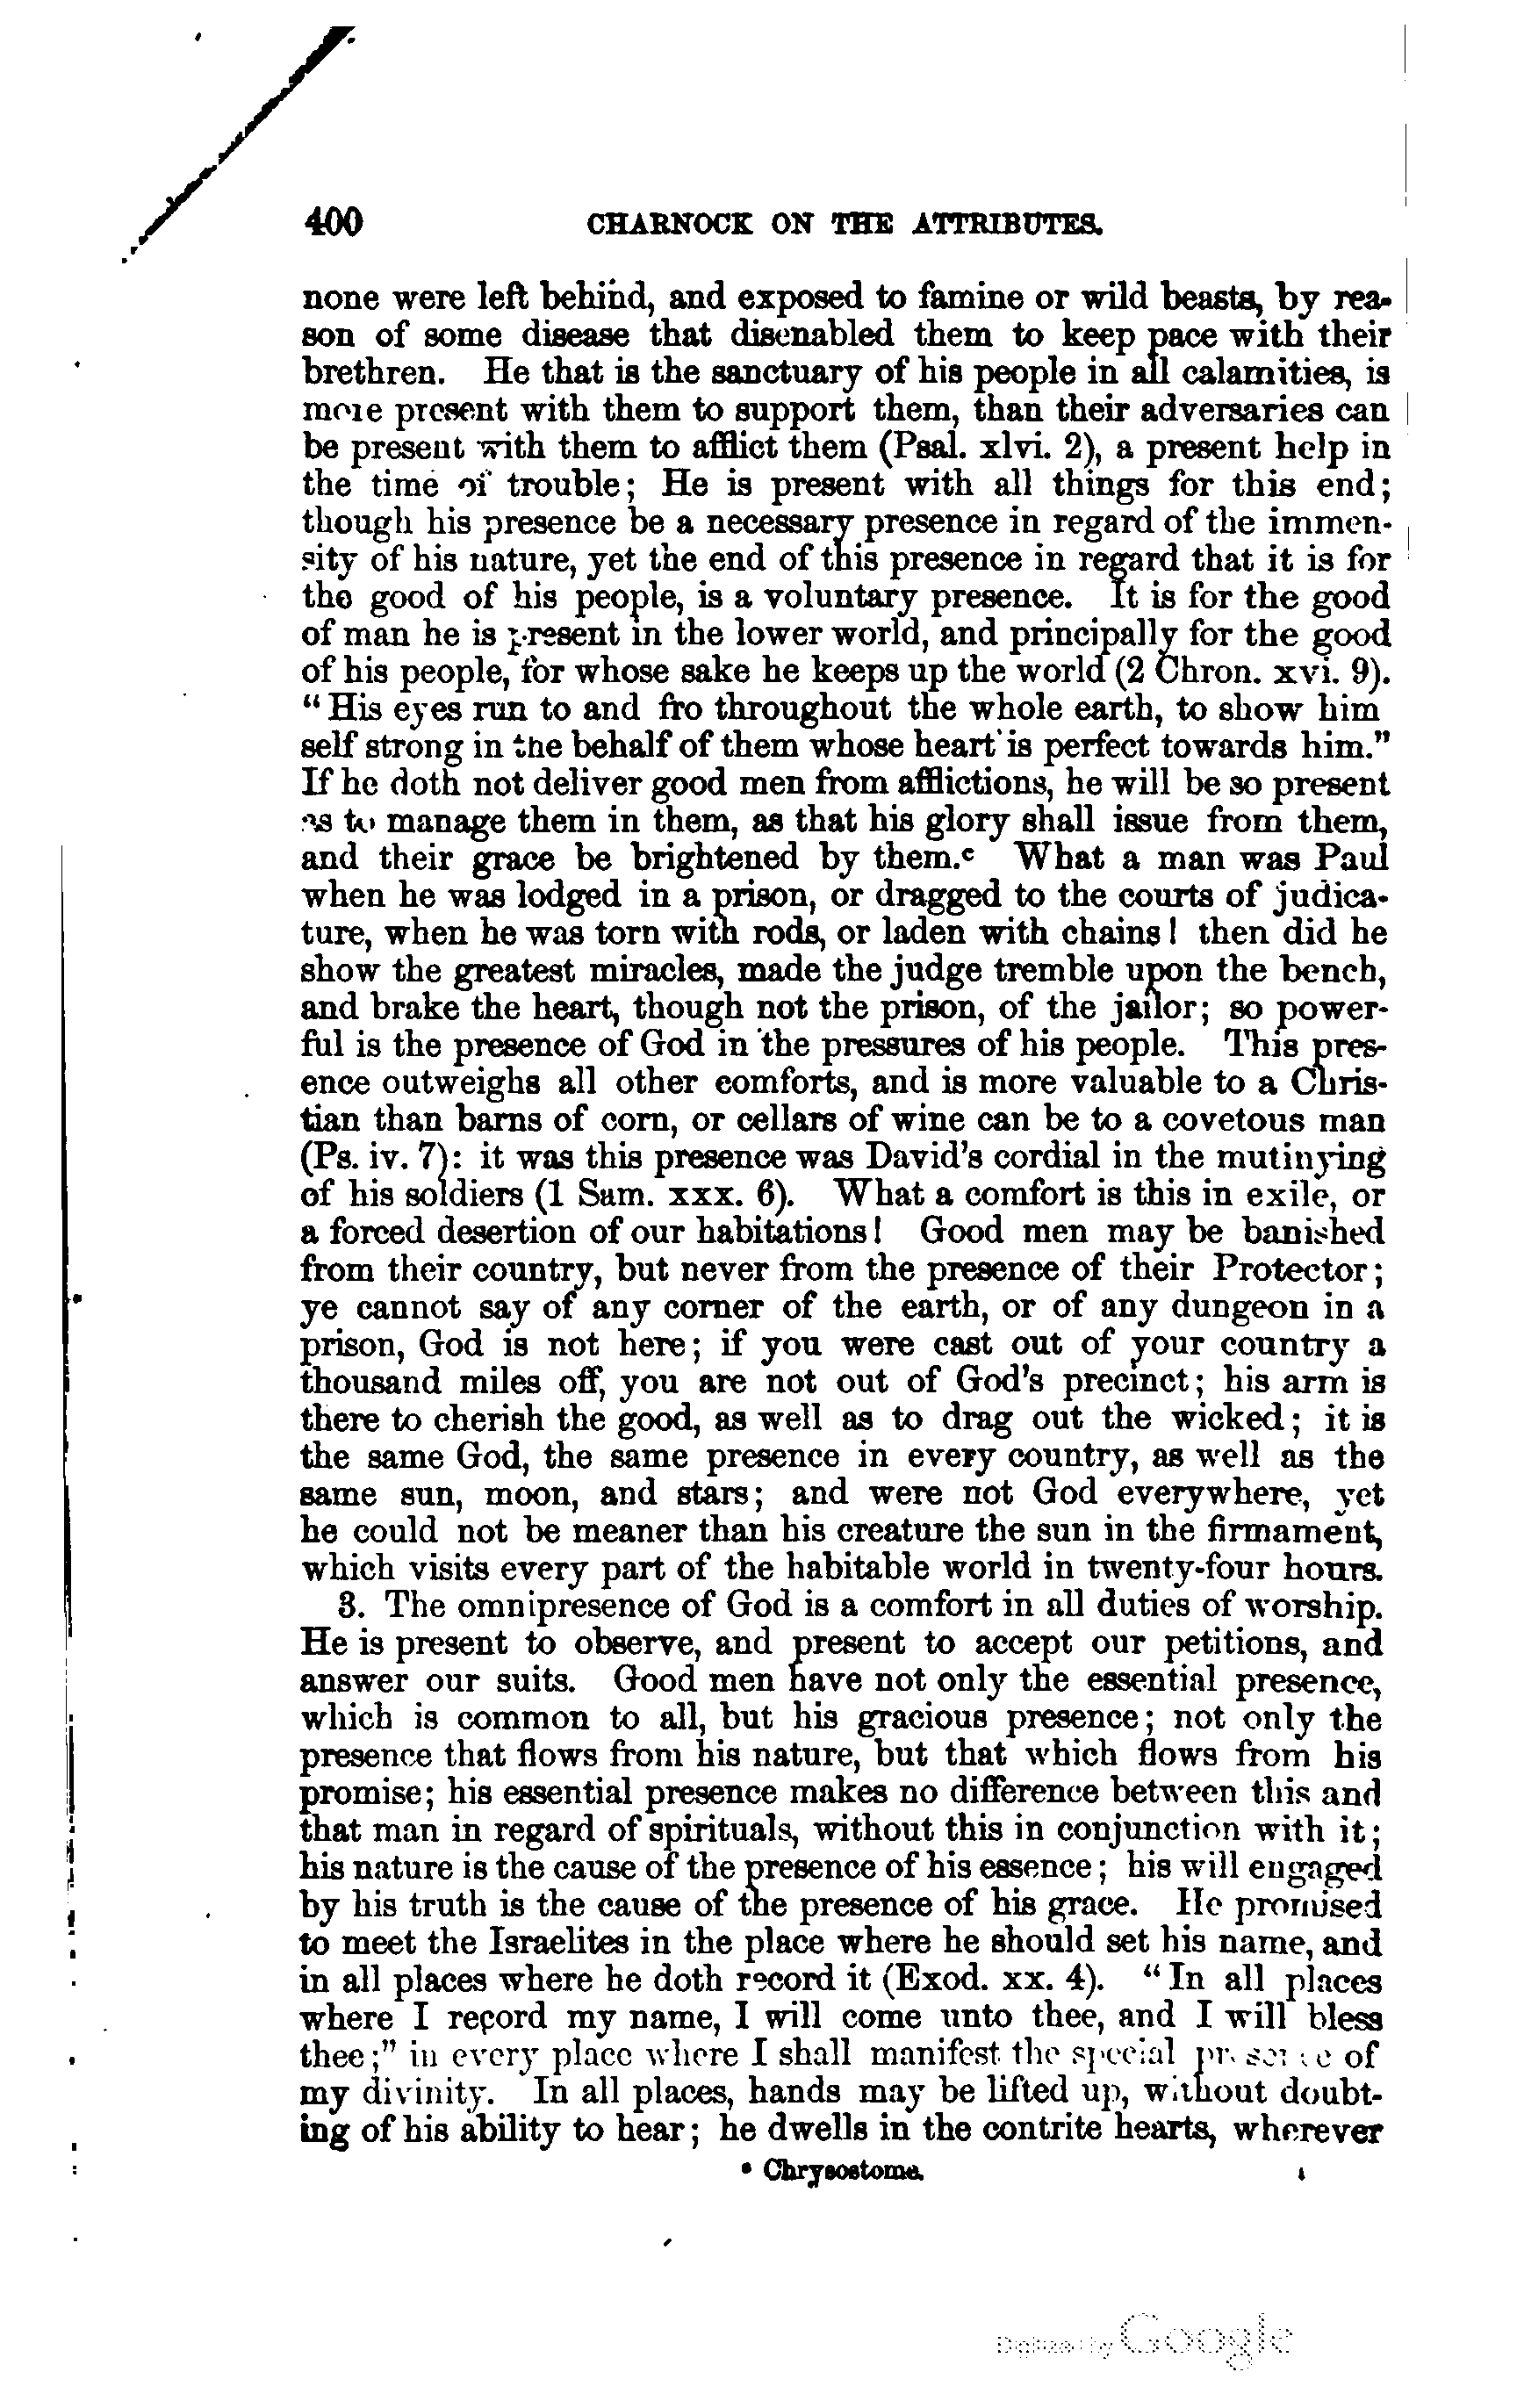 400 CHARNOCK ON THE ATTRIBUTES.
none were left behind, and exposed to famine or wild beasts, by rea-
son of some disease that disenabled them to keep pace with their
brethren. He that is the sanctuary of his people in all calamities, is
more present with them to support them, than their adversaries can
be present with them to afflict them (Psal. xlvi. 2), a present help in
the time of trouble; He is present with all things for this end;
though his presence be a necessary presence in regard of the immen-
sity of his nature, yet the end of this presence in regard that it is for
the good of his people, is a voluntary presence. It is for the good
of man he is present in the lower world, and principally for the good
of his people, for whose sake he keeps up the world (2 Chron. xvi. 9).
"His eyes run to and fro throughout the whole earth, to show him
self strong in the behalf of them whose heart is perfect towards him."
If he doth not deliver good men from afflictions, he will be so present
as to manage them in them, as that his glory shall issue from them,
and their grace be brightened by them.c What a man was Paul
when he was lodged in a prison, or dragged to the courts of judica-
ture, when he was torn with rods, or laden with chains! then did he
show the greatest miracles, made the judge tremble upon the bench,
and brake the heart, though not the prison, of the jailor; so power-
ful is the presence of God in the pressures of his people. This pres-
ence outweighs all other comforts, and is more valuable to a Chris-
tian than barns of corn, or cellars of wine can be to a covetous man
(Ps. iv. 7): it was this presence was David's cordial in the mutinying
of his soldiers (1 Sam. xxx. 6). What a comfort is this in exile, or
a forced desertion of our habitations! Good men may be banished
from their country, but never from the presence of their Protector;
ye cannot say of any corner of the earth, or of any dungeon in a
prison, God is not here; if you were cast out of your country a
thousand miles off, you are not out of God's precinct; his arm is
there to cherish the good, as well as to drag out the wicked; it is
the same God, the same presence in every country, as well as the
same sun, moon, and stars; and were not God everywhere, yet
he could not be meaner than his creature the sun in the firmament,
which visits every part of the habitable world in twenty-four hours.
3. The omnipresence of God is a comfort in all duties of worship.
He is present to observe, and present to accept our petitions, and
answer our suits. Good men have not only the essential presence,
which is common to all, but his gracious presence; not only the
presence that flows from his nature, but that which flows from his
promise; his essential presence makes no difference between this and
that man in regard of spirituals, without this in conjunction with it;
his nature is the cause of the presence of his essence; his will engaged
by his truth is the cause of the presence of his grace. He promised
to meet the Israelites in the place where he should set his name, and
in all places where he doth record it (Exod. xx. 4). "In all places
where I record my name, I will come unto thee, and I will bless
thee;" in every place where I shall manifest the special presence of
my divinity. In all places, hands may be lifted up, without doubt-
ing of his ability to hear; he dwells in the contrite hearts, wherever
c Chrysostome.
Digitized by Google